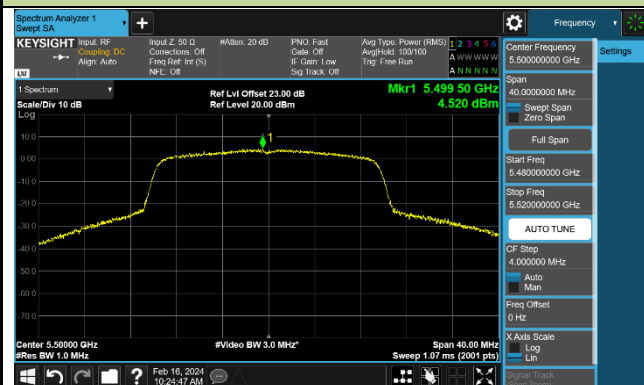 Spectrum Analyzer 1
Swept SA
Frequency
KEYSIGHT
Input: RF
Coupling: DC
Align: Auto
Input Z: 50 Ω
Corrections: Off
Freq Ref: Int (S)
NFE: Off
#Atten: 20 dB
PNO: Fast
Gate: Off
IF Gain: Low
Sig Track: Off
Avg Type: Power (RMS)
Avg|Hold: 100/100
Trig: Free Run
1 2 3 4 5 6
A W W W W W
A N N N N N
LXI
1 Spectrum
Scale/Div 10 dB
Log
Ref Lvl Offset 23.00 dB
Ref Level 20.00 dBm
Mkr1 5.499 50 GHz
4.520 dBm
1
10.0
0.00
-10.0
-20.0
-30.0
-40.0
-50.0
-60.0
-70.0
Center 5.50000 GHz
#Res BW 1.0 MHz
#Video BW 3.0 MHz*
Span 40.00 MHz
Sweep 1.07 ms (2001 pts)
Feb 16, 2024
10:24:47 AM
Center Frequency
5.500000000 GHz
Settings
Span
40.0000000 MHz
Swept Span
Zero Span
Full Span
Start Freq
5.480000000 GHz
Stop Freq
5.520000000 GHz
AUTO TUNE
CF Step
4.000000 MHz
Auto
Man
Freq Offset
0 Hz
X Axis Scale
Log
Lin
Signal Track